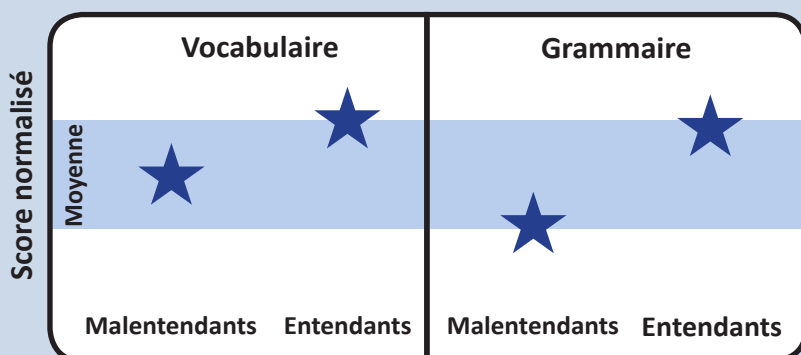 Vocabulaire
Grammaire
Score normalisé
Moyenne
Malentendants
Entendants
Malentendants
Entendants